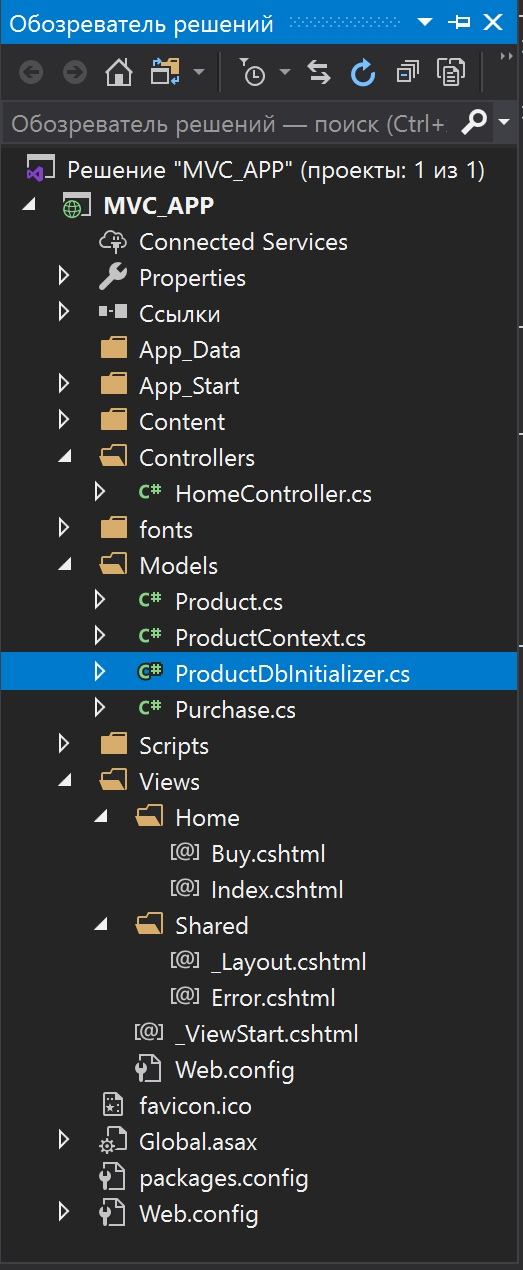 Обозреватель решений
Обозреватель решений — поиск (Ctrl+
Решение "MVC_APP" (проекты: 1 из 1)
MVC_APP
Connected Services
Properties
Ссылки
App_Data
App_Start
Content
Controllers
C# HomeController.cs
fonts
Models
C# Product.cs
C# ProductContext.cs
C# ProductDbInitializer.cs
C# Purchase.cs
Scripts
Views
Home
[@] Buy.cshtml
[@] Index.cshtml
Shared
[@] _Layout.cshtml
[@] Error.cshtml
[@] _ViewStart.cshtml
Web.config
favicon.ico
Global.asax
packages.config
Web.config